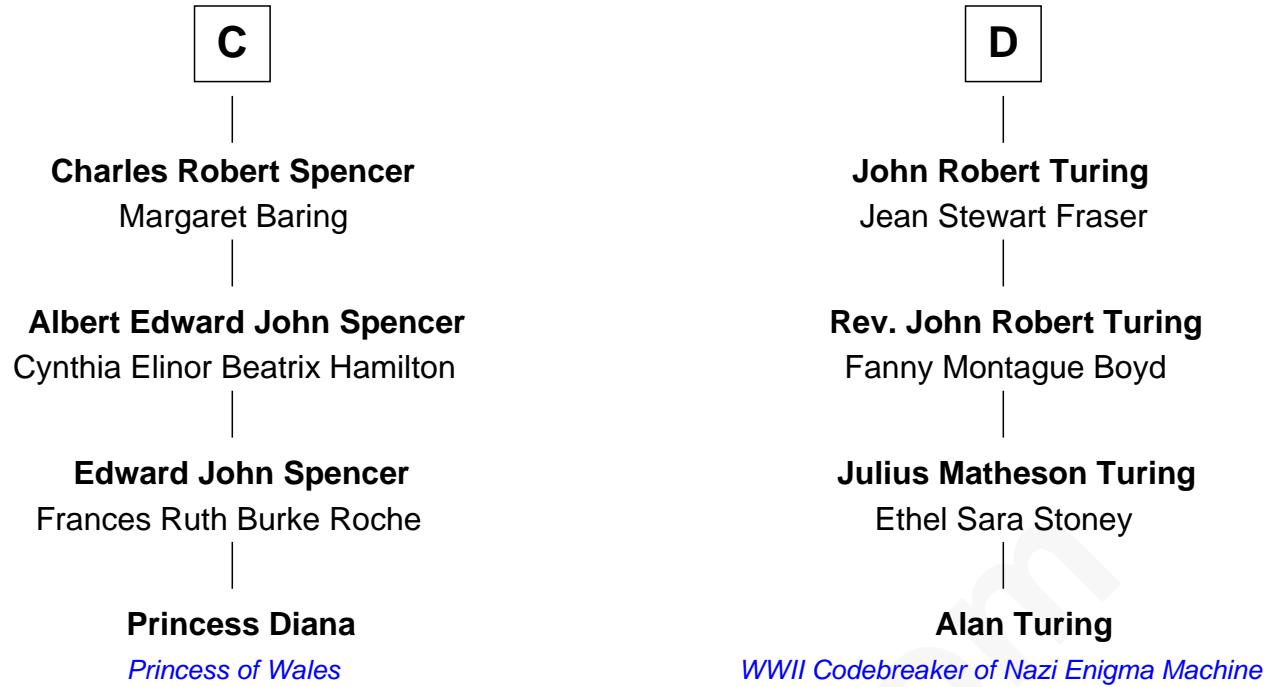 C
Charles Robert Spencer
Margaret Baring
Albert Edward John Spencer
Cynthia Elinor Beatrix Hamilton
Edward John Spencer
Frances Ruth Burke Roche
Princess Diana
Princess of Wales
D
John Robert Turing
Jean Stewart Fraser
Rev. John Robert Turing
Fanny Montague Boyd
Julius Matheson Turing
Ethel Sara Stoney
Alan Turing
WWII Codebreaker of Nazi Enigma Machine